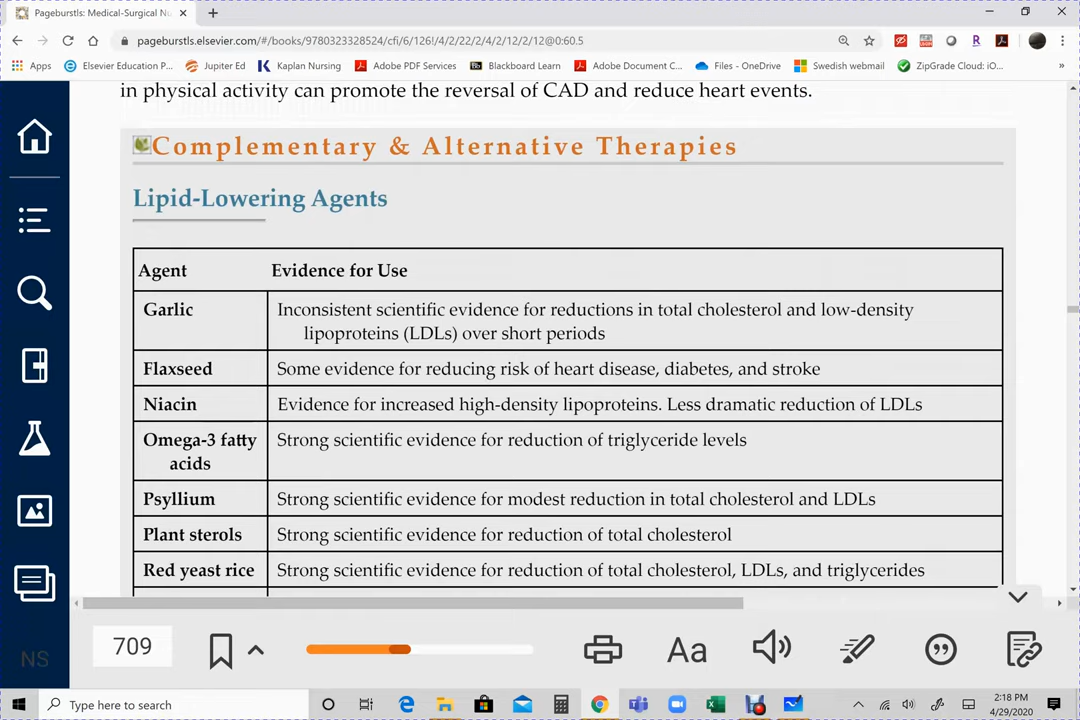 Pageburstls: Medical-Surgical Nu
pageburstls.elsevier.com/#/books/9780323328524/cfi/6/126!/4/2/22/2/4/2/12/2/12@0:60.5
Apps Elsevier Education P... Jupiter Ed Kaplan Nursing Adobe PDF Services Blackboard Learn Adobe Document C... Files - OneDrive Swedish webmail ZipGrade Cloud: iO...
in physical activity can promote the reversal of CAD and reduce heart events.
Complementary & Alternative Therapies
Lipid-Lowering Agents
Agent Evidence for Use
Garlic Inconsistent scientific evidence for reductions in total cholesterol and low-density
lipoproteins (LDLs) over short periods
Flaxseed Some evidence for reducing risk of heart disease, diabetes, and stroke
Niacin Evidence for increased high-density lipoproteins. Less dramatic reduction of LDLs
Omega-3 fatty Strong scientific evidence for reduction of triglyceride levels
acids
Psyllium Strong scientific evidence for modest reduction in total cholesterol and LDLs
Plant sterols Strong scientific evidence for reduction of total cholesterol
Red yeast rice Strong scientific evidence for reduction of total cholesterol, LDLs, and triglycerides
709
Aa
NS
Type here to search
2:18 PM
4/29/2020